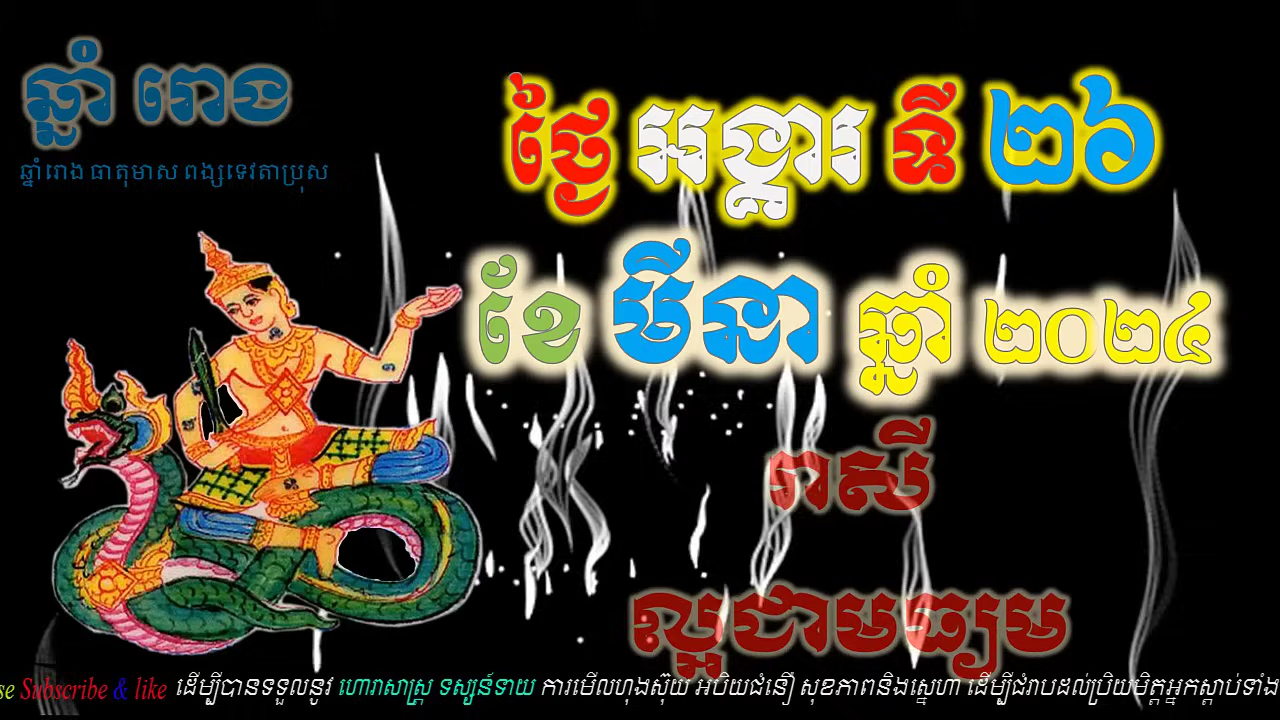 ឆ្នាំ រោង
ឆ្នាំ រោង ធាតុមាស ពង្សទេវតាប្រុស
ថ្ងៃ អង្គារ ទី ២៦
ខែ មីនា ឆ្នាំ ២០២៤
រាសី
ល្អជាមធ្យម
se Subscribe & like ដើម្បីបានទទួលនូវ ហោរាសាស្ត្រ ទស្សន៍ទាយ ការមើលហុងស៊ុយ អបិយជំនឿ សុខភាពនិងស្នេហា ដើម្បីជំរាបដល់ប្រិយមិត្តអ្នកស្តាប់ទាំង